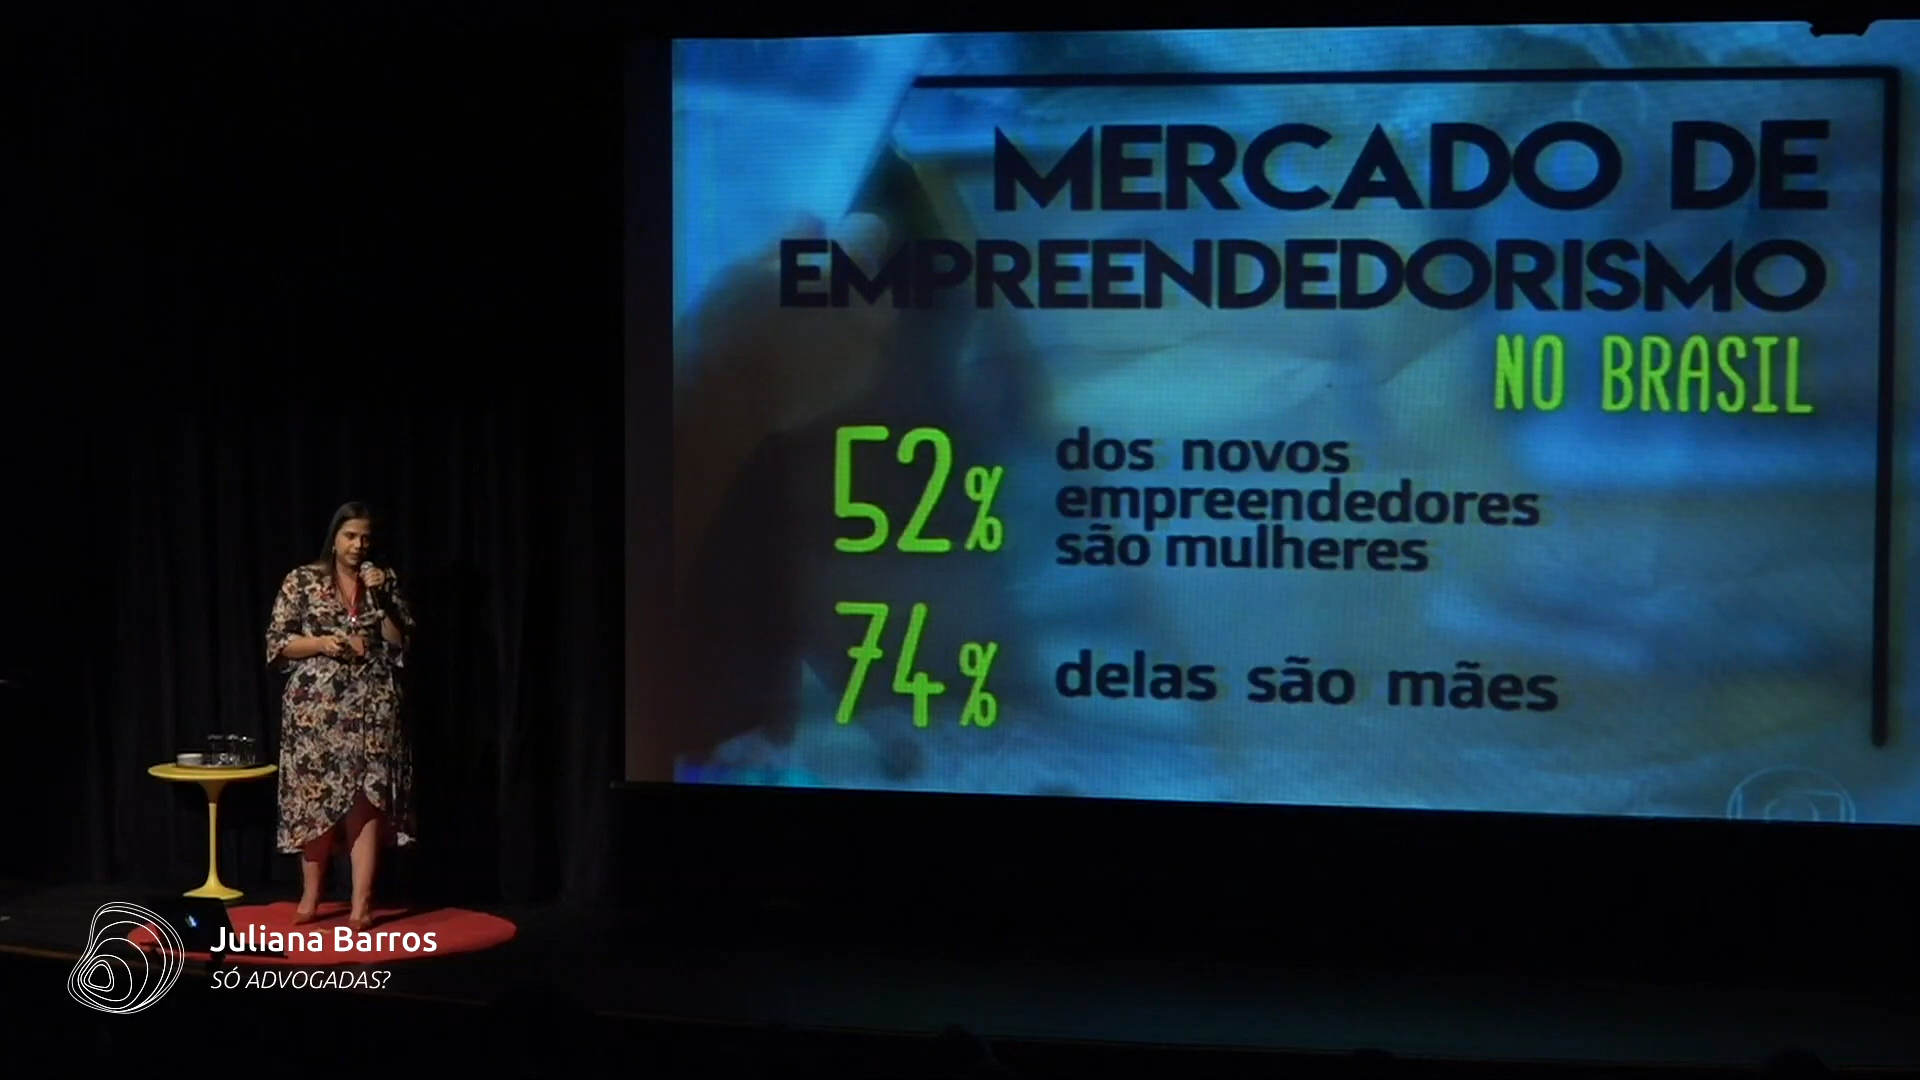 MERCADO DE
EMPREENDEDORISMO
NO BRASIL
52% dos novos
empreendedores
são mulheres
74% delas são mães
Juliana Barros
SÓ ADVOGADAS?